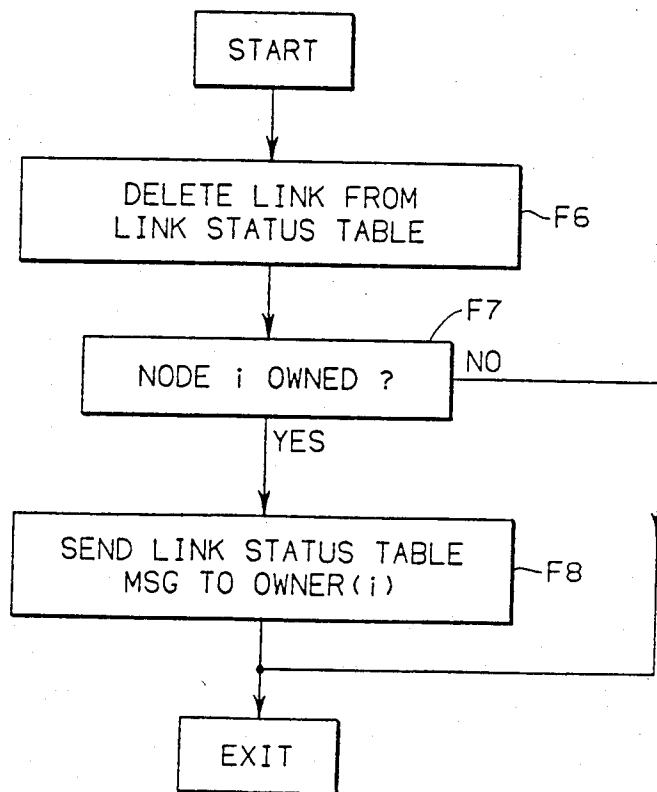 START
DELETE LINK FROM
LINK STATUS TABLE
F6
F7
NODE i OWNED ?
NO
YES
SEND LINK STATUS TABLE
MSG TO OWNER(i)
F8
EXIT